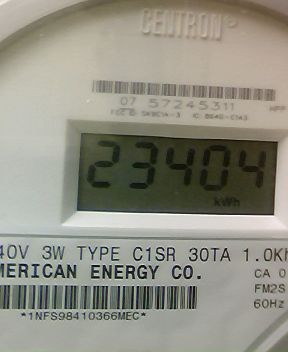 CENTRON
07 57245311
23404
kWh
40V 3W TYPE C1SR 30TA 1.0Kh
MERICAN ENERGY CO.
CA 0
FM2S
60Hz
*1NFS98410366MEC*